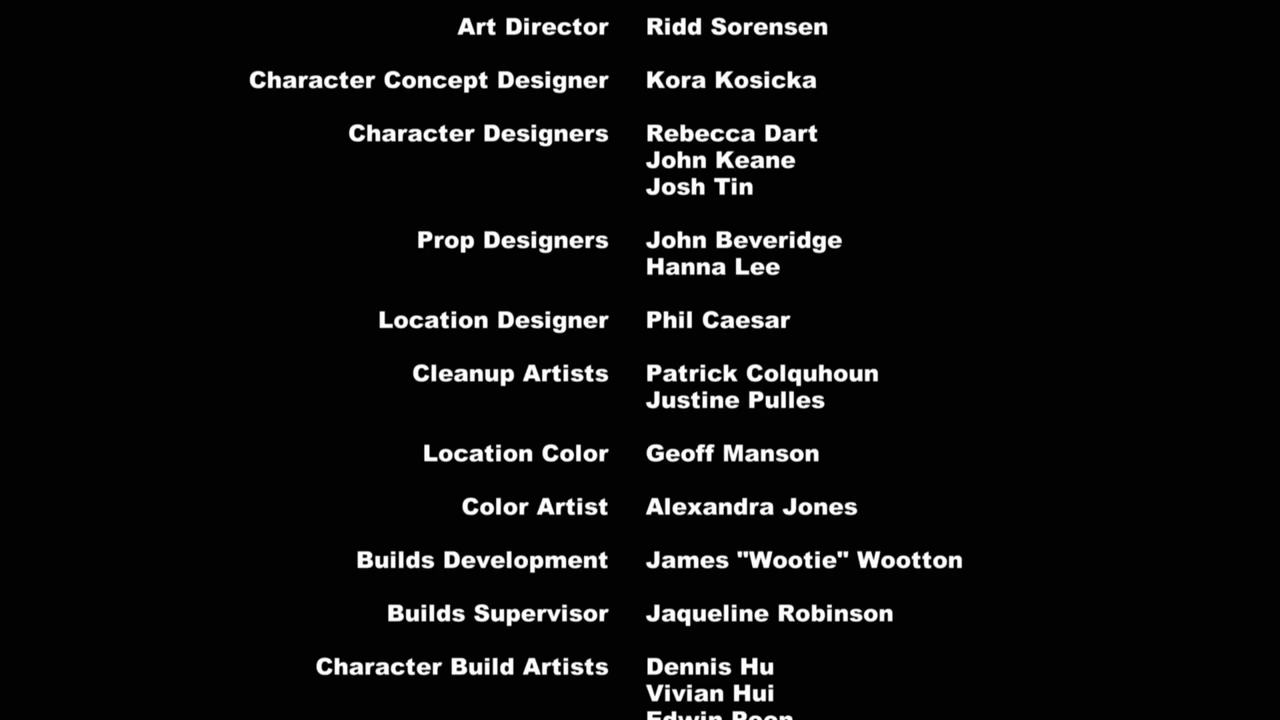 Art Director Ridd Sorensen
Character Concept Designer Kora Kosicka
Character Designers Rebecca Dart
John Keane
Josh Tin
Prop Designers John Beveridge
Hanna Lee
Location Designer Phil Caesar
Cleanup Artists Patrick Colquhoun
Justine Pulles
Location Color Geoff Manson
Color Artist Alexandra Jones
Builds Development James "Wootie" Wootton
Builds Supervisor Jaqueline Robinson
Character Build Artists Dennis Hu
Vivian Hui
Edwin